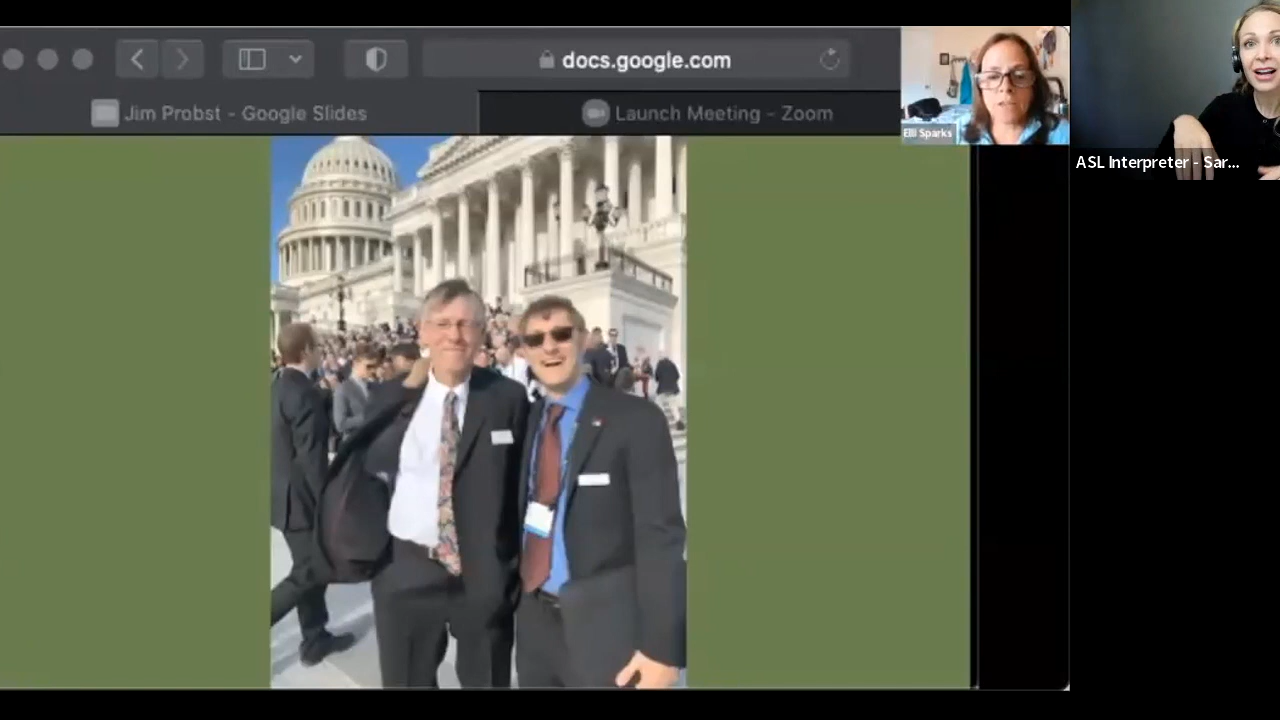 docs.google.com
Jim Probst - Google Slides
Launch Meeting - Zoom
Elli Sparks
ASL Interpreter - Sar...